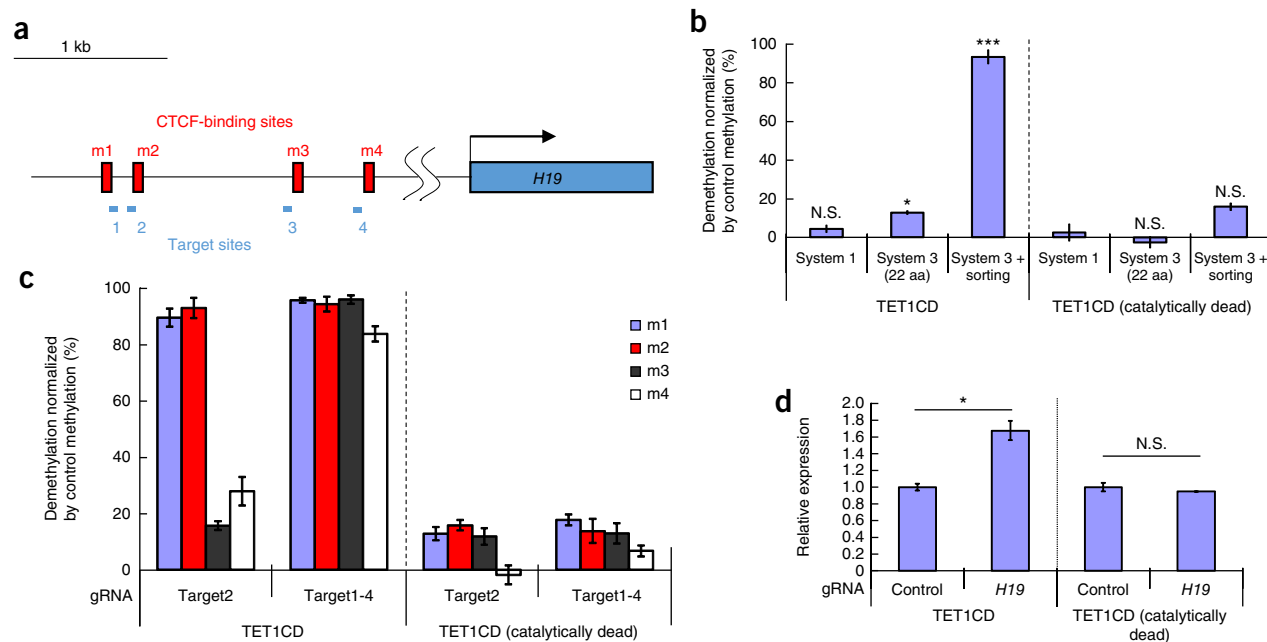 a
1 kb
CTCF-binding sites
m1 m2 m3 m4
H19
1 2 3 4
Target sites
b
Demethylation normalized
by control methylation (%)
100
80
60
40
20
0
N.S.
*
***
N.S.
N.S.
System 1
System 3
(22 aa)
System 3 +
sorting
System 1
System 3
(22 aa)
System 3 +
sorting
TET1CD
TET1CD (catalytically dead)
c
Demethylation normalized
by control methylation (%)
100
80
60
40
20
0
m1
m2
m3
m4
gRNA
Target2
Target1-4
Target2
Target1-4
TET1CD
TET1CD (catalytically dead)
d
Relative expression
2.0
1.8
1.6
1.4
1.2
1.0
0.8
0.6
0.4
0.2
0
*
N.S.
gRNA
Control
H19
Control
H19
TET1CD
TET1CD (catalytically
dead)